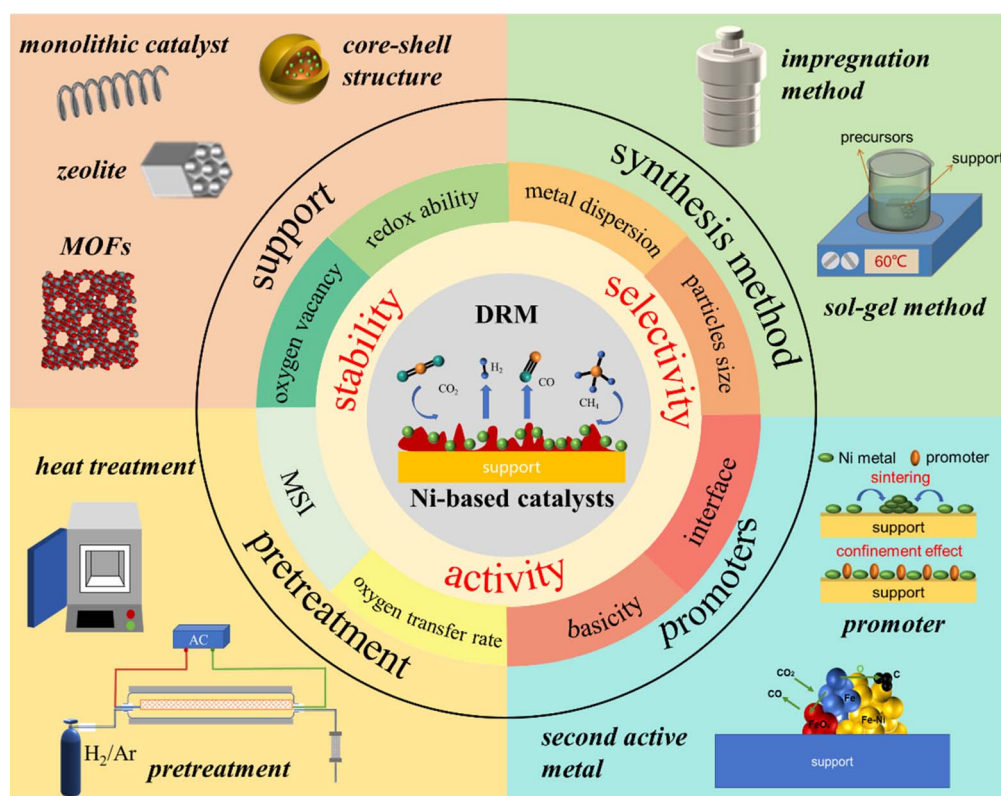 monolithic catalyst
core-shell
structure
zeolite
MOFs
impregnation
method
precursors
support
60℃
sol-gel method
support
synthesis method
pretreatment
promoters
redox ability
metal dispersion
oxygen vacancy
particles size
MSI
interface
oxygen transfer rate
basicity
stability
selectivity
activity
DRM
CO₂
H₂
CO
CH₄
support
Ni-based catalysts
heat treatment
AC
H₂/Ar
pretreatment
Ni metal
promoter
sintering
support
confinement effect
support
promoter
CO₂
CO
O
C
Fe
Fe-Ni
support
second active
metal